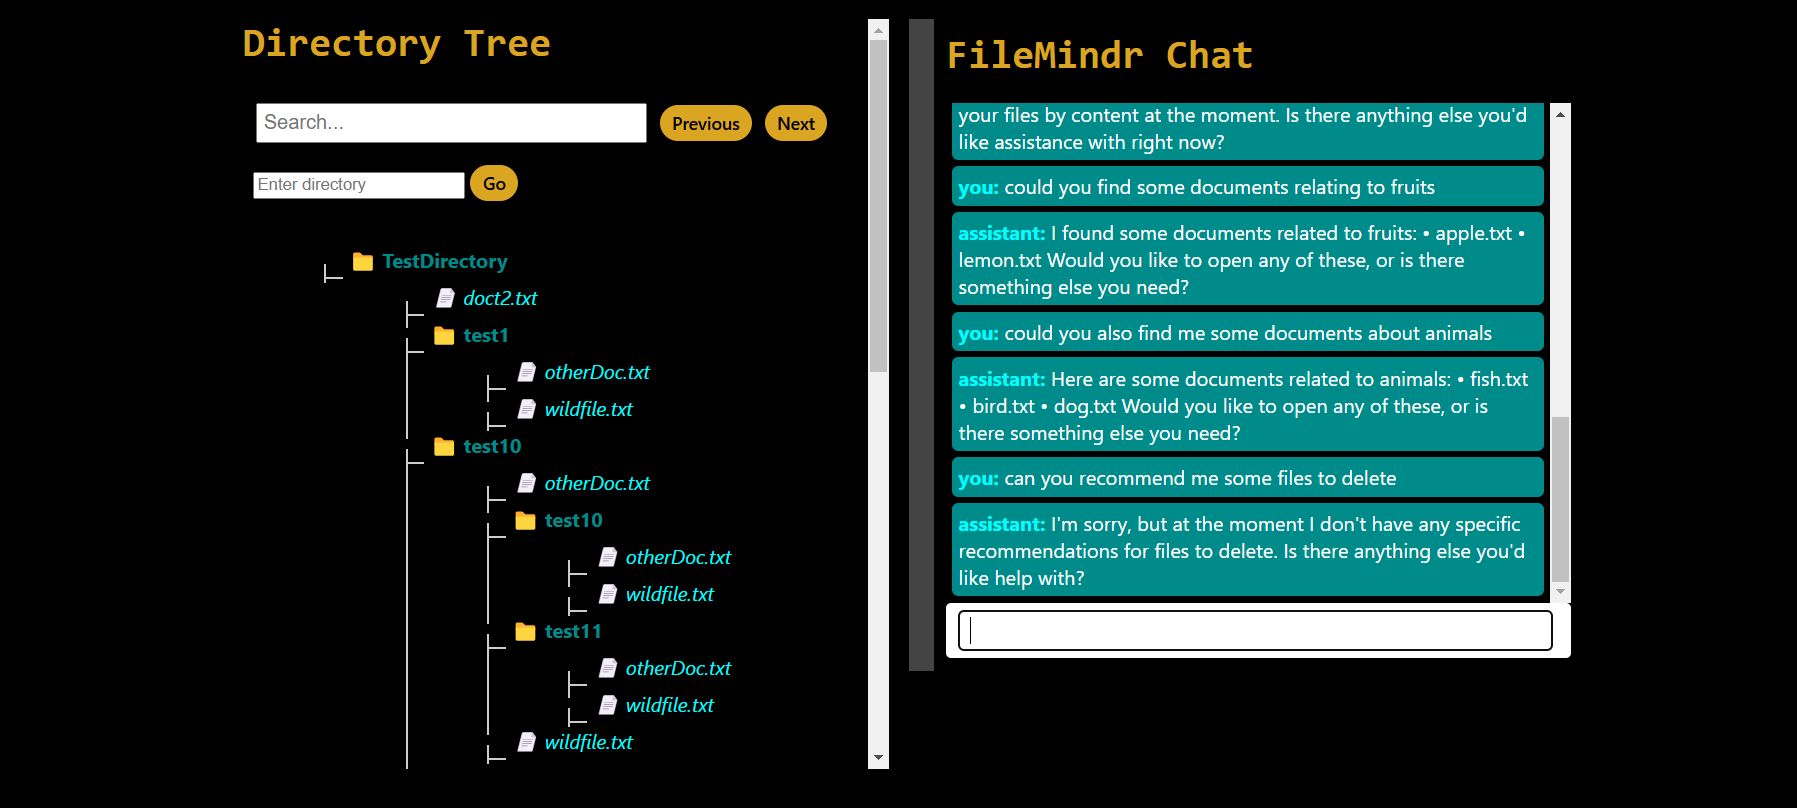 Directory Tree
Search...
Previous
Next
Enter directory
Go
TestDirectory
doct2.txt
test1
otherDoc.txt
wildfile.txt
test10
otherDoc.txt
test10
otherDoc.txt
wildfile.txt
test11
otherDoc.txt
wildfile.txt
wildfile.txt
FileMindr Chat
your files by content at the moment. Is there anything else you'd
like assistance with right now?
you: could you find some documents relating to fruits
assistant: I found some documents related to fruits: • apple.txt •
lemon.txt Would you like to open any of these, or is there
something else you need?
you: could you also find me some documents about animals
assistant: Here are some documents related to animals: • fish.txt
• bird.txt • dog.txt Would you like to open any of these, or is
there something else you need?
you: can you recommend me some files to delete
assistant: I'm sorry, but at the moment I don't have any specific
recommendations for files to delete. Is there anything else you'd
like help with?